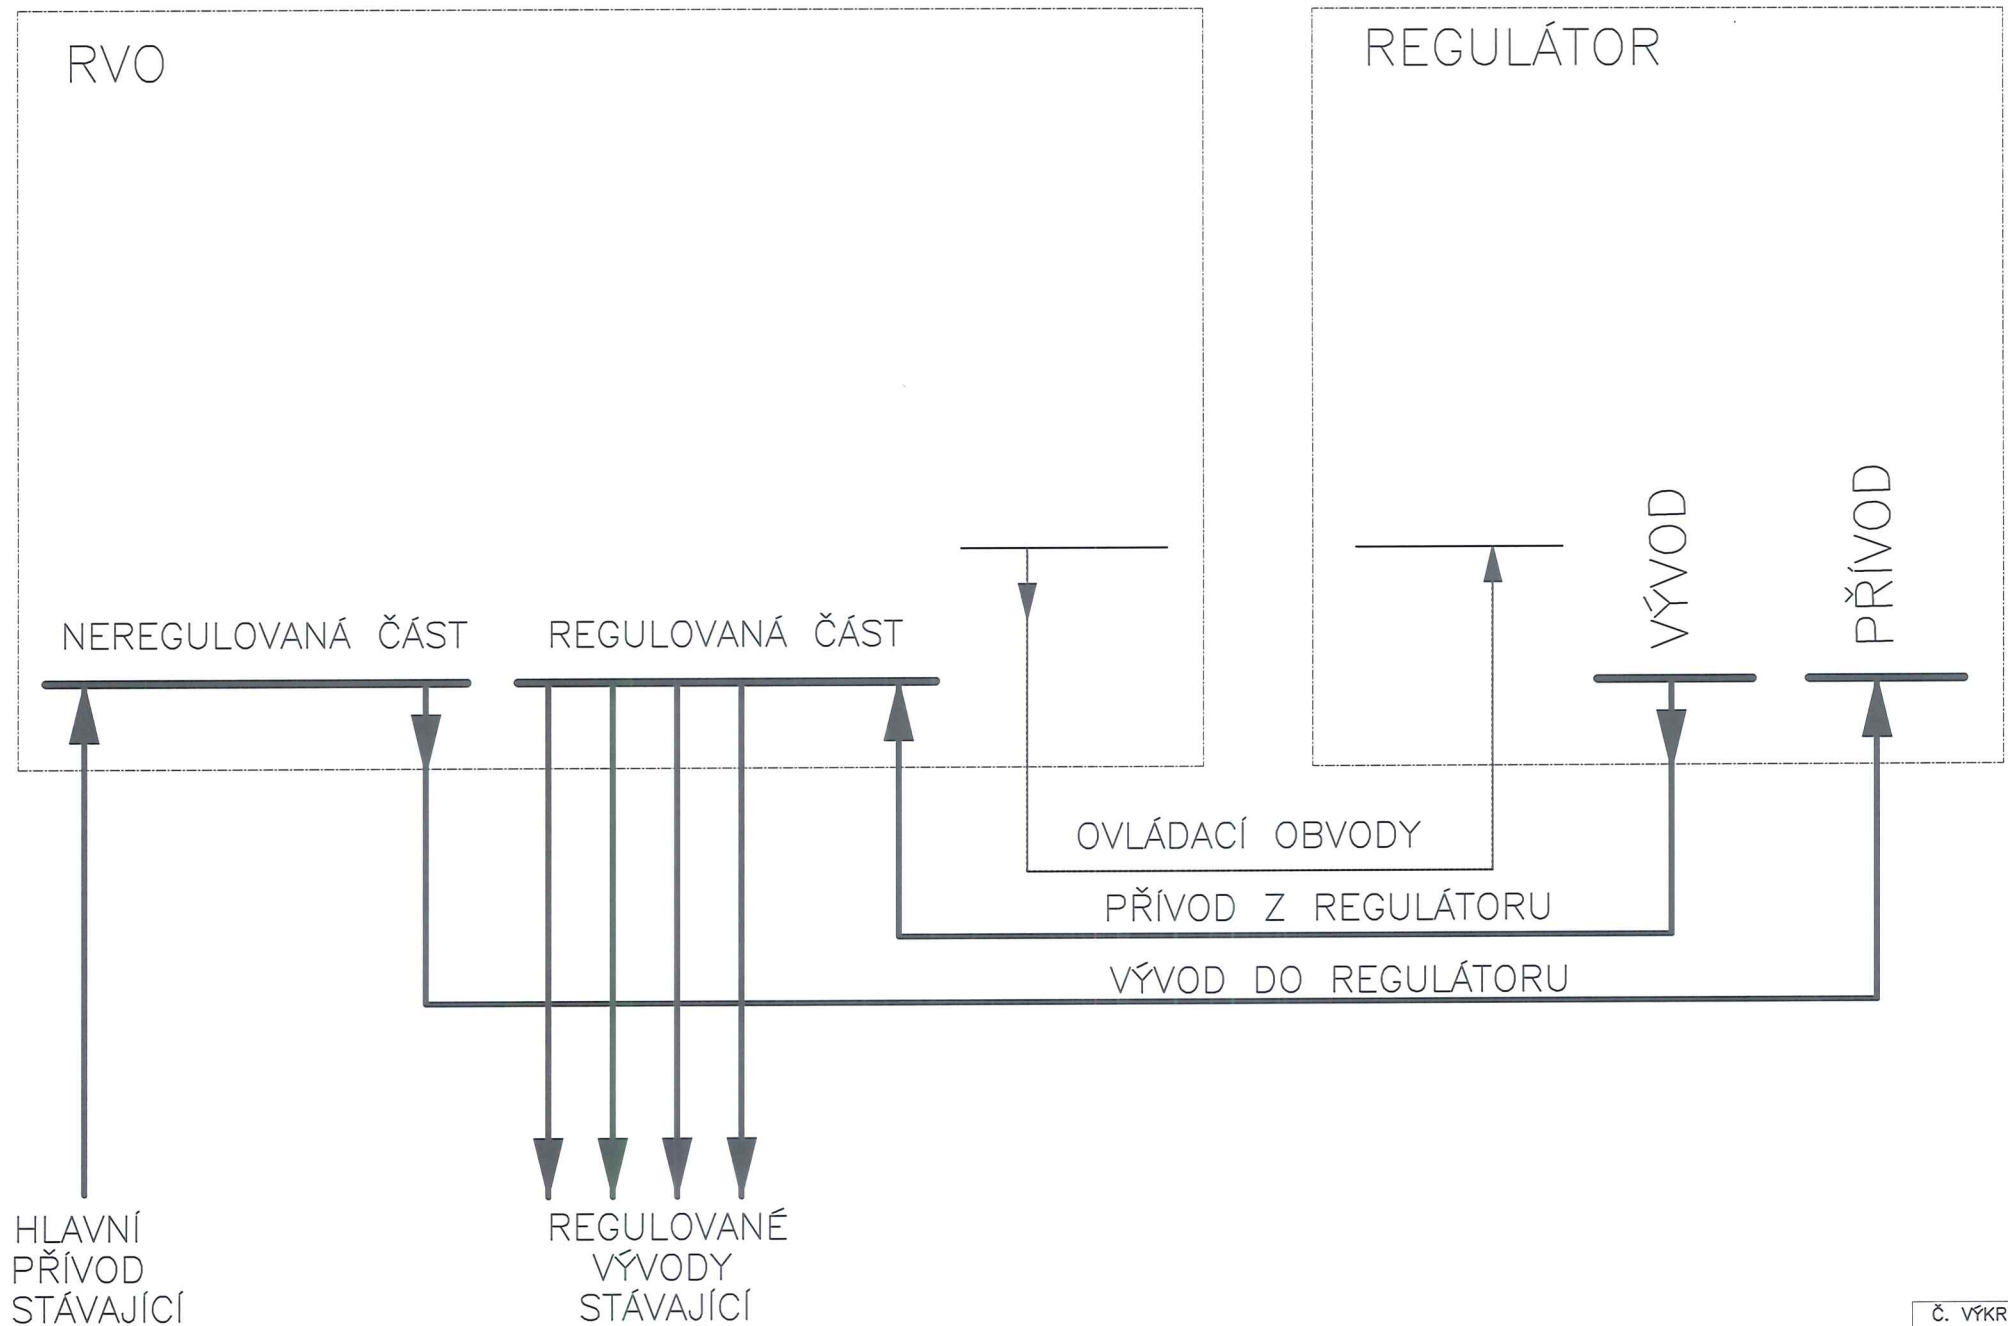 RVO
REGULÁTOR
VÝVOD
PŘÍVOD
NEREGULOVANÁ ČÁST
REGULOVANÁ ČÁST
OVLÁDACÍ OBVODY
PŘÍVOD Z REGULÁTORU
VÝVOD DO REGULÁTORU
HLAVNÍ
PŘÍVOD
STÁVAJÍCÍ
REGULOVANÉ
VÝVODY
STÁVAJÍCÍ
Č. VÝKR